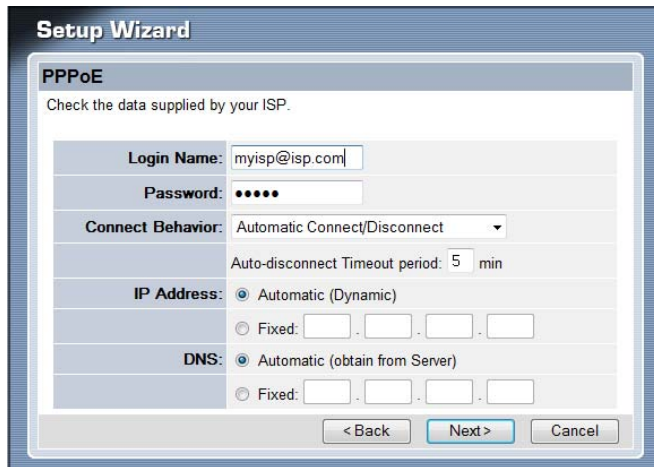 Setup Wizard
PPPoE
Check the data supplied by your ISP.
Login Name: myisp@isp.com
Password: •••••
Connect Behavior: Automatic Connect/Disconnect
Auto-disconnect Timeout period: 5 min
IP Address: Automatic (Dynamic)
Fixed: . . .
DNS: Automatic (obtain from Server)
Fixed: . . .
< Back Next > Cancel